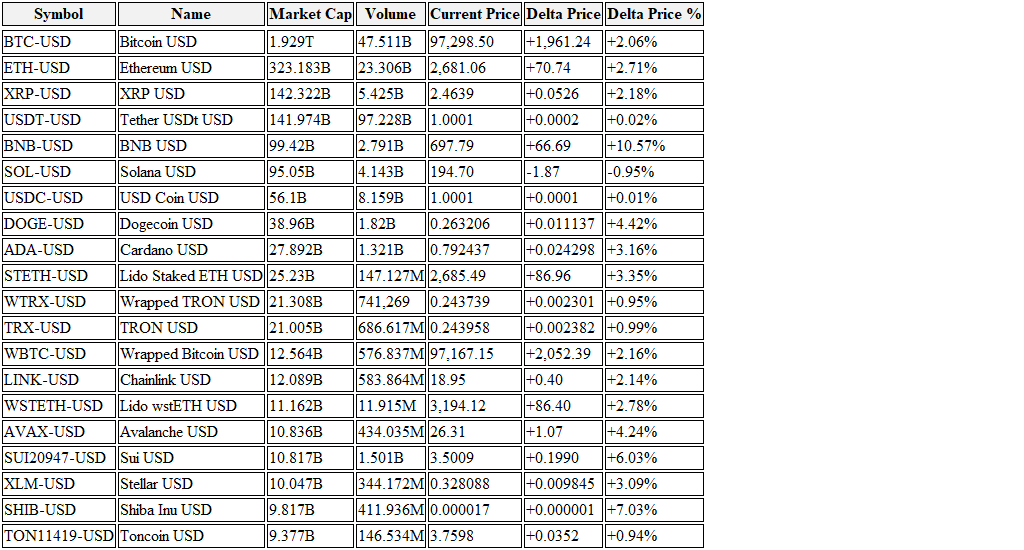 Symbol Name Market Cap Volume Current Price Delta Price Delta Price %
BTC-USD Bitcoin USD 1.929T 47.511B 97,298.50 +1,961.24 +2.06%
ETH-USD Ethereum USD 323.183B 23.306B 2,681.06 +70.74 +2.71%
XRP-USD XRP USD 142.322B 5.425B 2.4639 +0.0526 +2.18%
USDT-USD Tether USDt USD 141.974B 97.228B 1.0001 +0.0002 +0.02%
BNB-USD BNB USD 99.42B 2.791B 697.79 +66.69 +10.57%
SOL-USD Solana USD 95.05B 4.143B 194.70 -1.87 -0.95%
USDC-USD USD Coin USD 56.1B 8.159B 1.0001 +0.0001 +0.01%
DOGE-USD Dogecoin USD 38.96B 1.82B 0.263206 +0.011137 +4.42%
ADA-USD Cardano USD 27.892B 1.321B 0.792437 +0.024298 +3.16%
STETH-USD Lido Staked ETH USD 25.23B 147.127M 2,685.49 +86.96 +3.35%
WTRX-USD Wrapped TRON USD 21.308B 741,269 0.243739 +0.002301 +0.95%
TRX-USD TRON USD 21.005B 686.617M 0.243958 +0.002382 +0.99%
WBTC-USD Wrapped Bitcoin USD 12.564B 576.837M 97,167.15 +2,052.39 +2.16%
LINK-USD Chainlink USD 12.089B 583.864M 18.95 +0.40 +2.14%
WSTETH-USD Lido wstETH USD 11.162B 11.915M 3,194.12 +86.40 +2.78%
AVAX-USD Avalanche USD 10.836B 434.035M 26.31 +1.07 +4.24%
SUI20947-USD Sui USD 10.817B 1.501B 3.5009 +0.1990 +6.03%
XLM-USD Stellar USD 10.047B 344.172M 0.328088 +0.009845 +3.09%
SHIB-USD Shiba Inu USD 9.817B 411.936M 0.000017 +0.000001 +7.03%
TON11419-USD Toncoin USD 9.377B 146.534M 3.7598 +0.0352 +0.94%